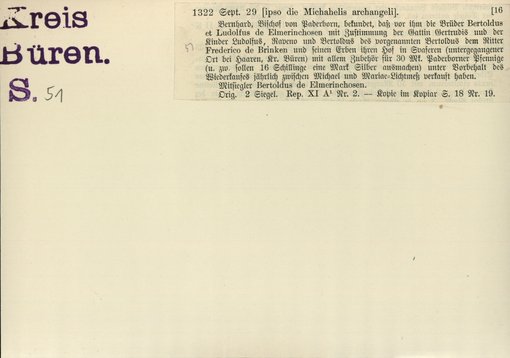 Kreis
Büren.
S. 51
1322 Sept. 29 [ipso die Michahelis archangeli]. [16
Bernhard, Bischof von Paderborn, bekundet, daß vor ihm die Brüder Bertoldus
et Ludolfus de Elmerinchosen mit Zustimmung der Gattin Gertrudis und der
Kinder Ludolfus, Raveno und Bertoldus des vorgenannten Bertoldus dem Ritter
Frederico de Brinken und seinen Erben ihren Hof in Svaferen (untergegangener
Ort bei Haaren, Kr. Büren) mit allem Zubehör für 30 Mk. Paderborner Pfennige
(u. zw. sollen 16 Schillinge eine Mark Silber ausmachen) unter Vorbehalt des
Wiederkaufes jährlich zwischen Michael und Mariae-Lichtmeß verkauft haben.
Mitsiegler Bertoldus de Elmerinchosen.
Orig. 2 Siegel. Rep. XI A¹ Nr. 2. — Kopie im Kopiar S. 18 Nr. 19.
51